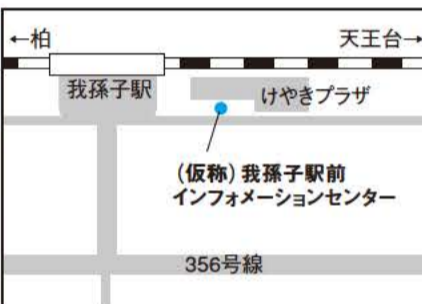 ←柏
天王台→
我孫子駅
けやきプラザ
(仮称)我孫子駅前
インフォメーションセンター
356号線